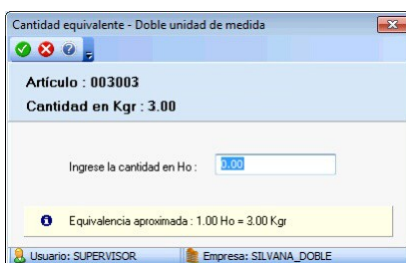 Cantidad equivalente - Doble unidad de medida
Artículo : 003003
Cantidad en Kgr : 3.00
Ingrese la cantidad en Ho : 0.00
Equivalencia aproximada : 1.00 Ho = 3.00 Kgr
Usuario: SUPERVISOR Empresa: SILVANA_DOBLE